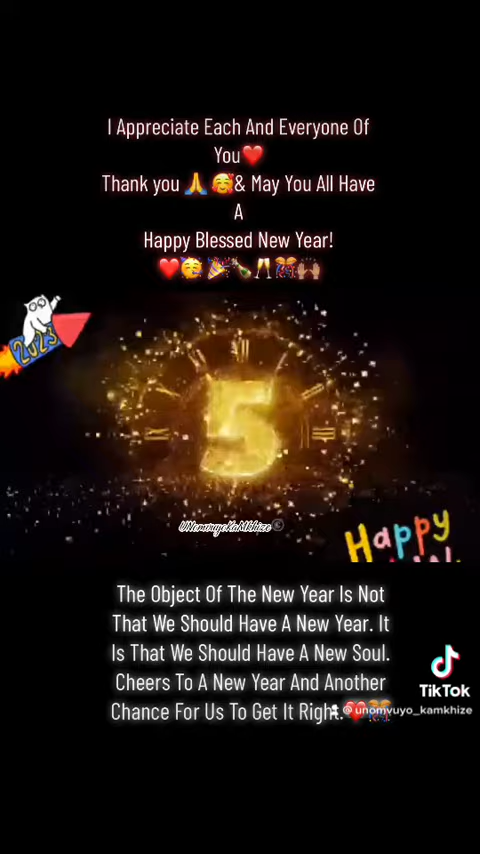 I Appreciate Each And Everyone Of
You❤️
Thank you 🙏🥰& May You All Have
A
Happy Blessed New Year!
❤️🥳🎉🍾🥂🎊🙌🏽
2023
5
UNomvuyoKaMkhize©
Happy
The Object Of The New Year Is Not
That We Should Have A New Year. It
Is That We Should Have A New Soul.
Cheers To A New Year And Another
Chance For Us To Get It Right.❤️🎊
TikTok
@unomvuyo_kamkhize